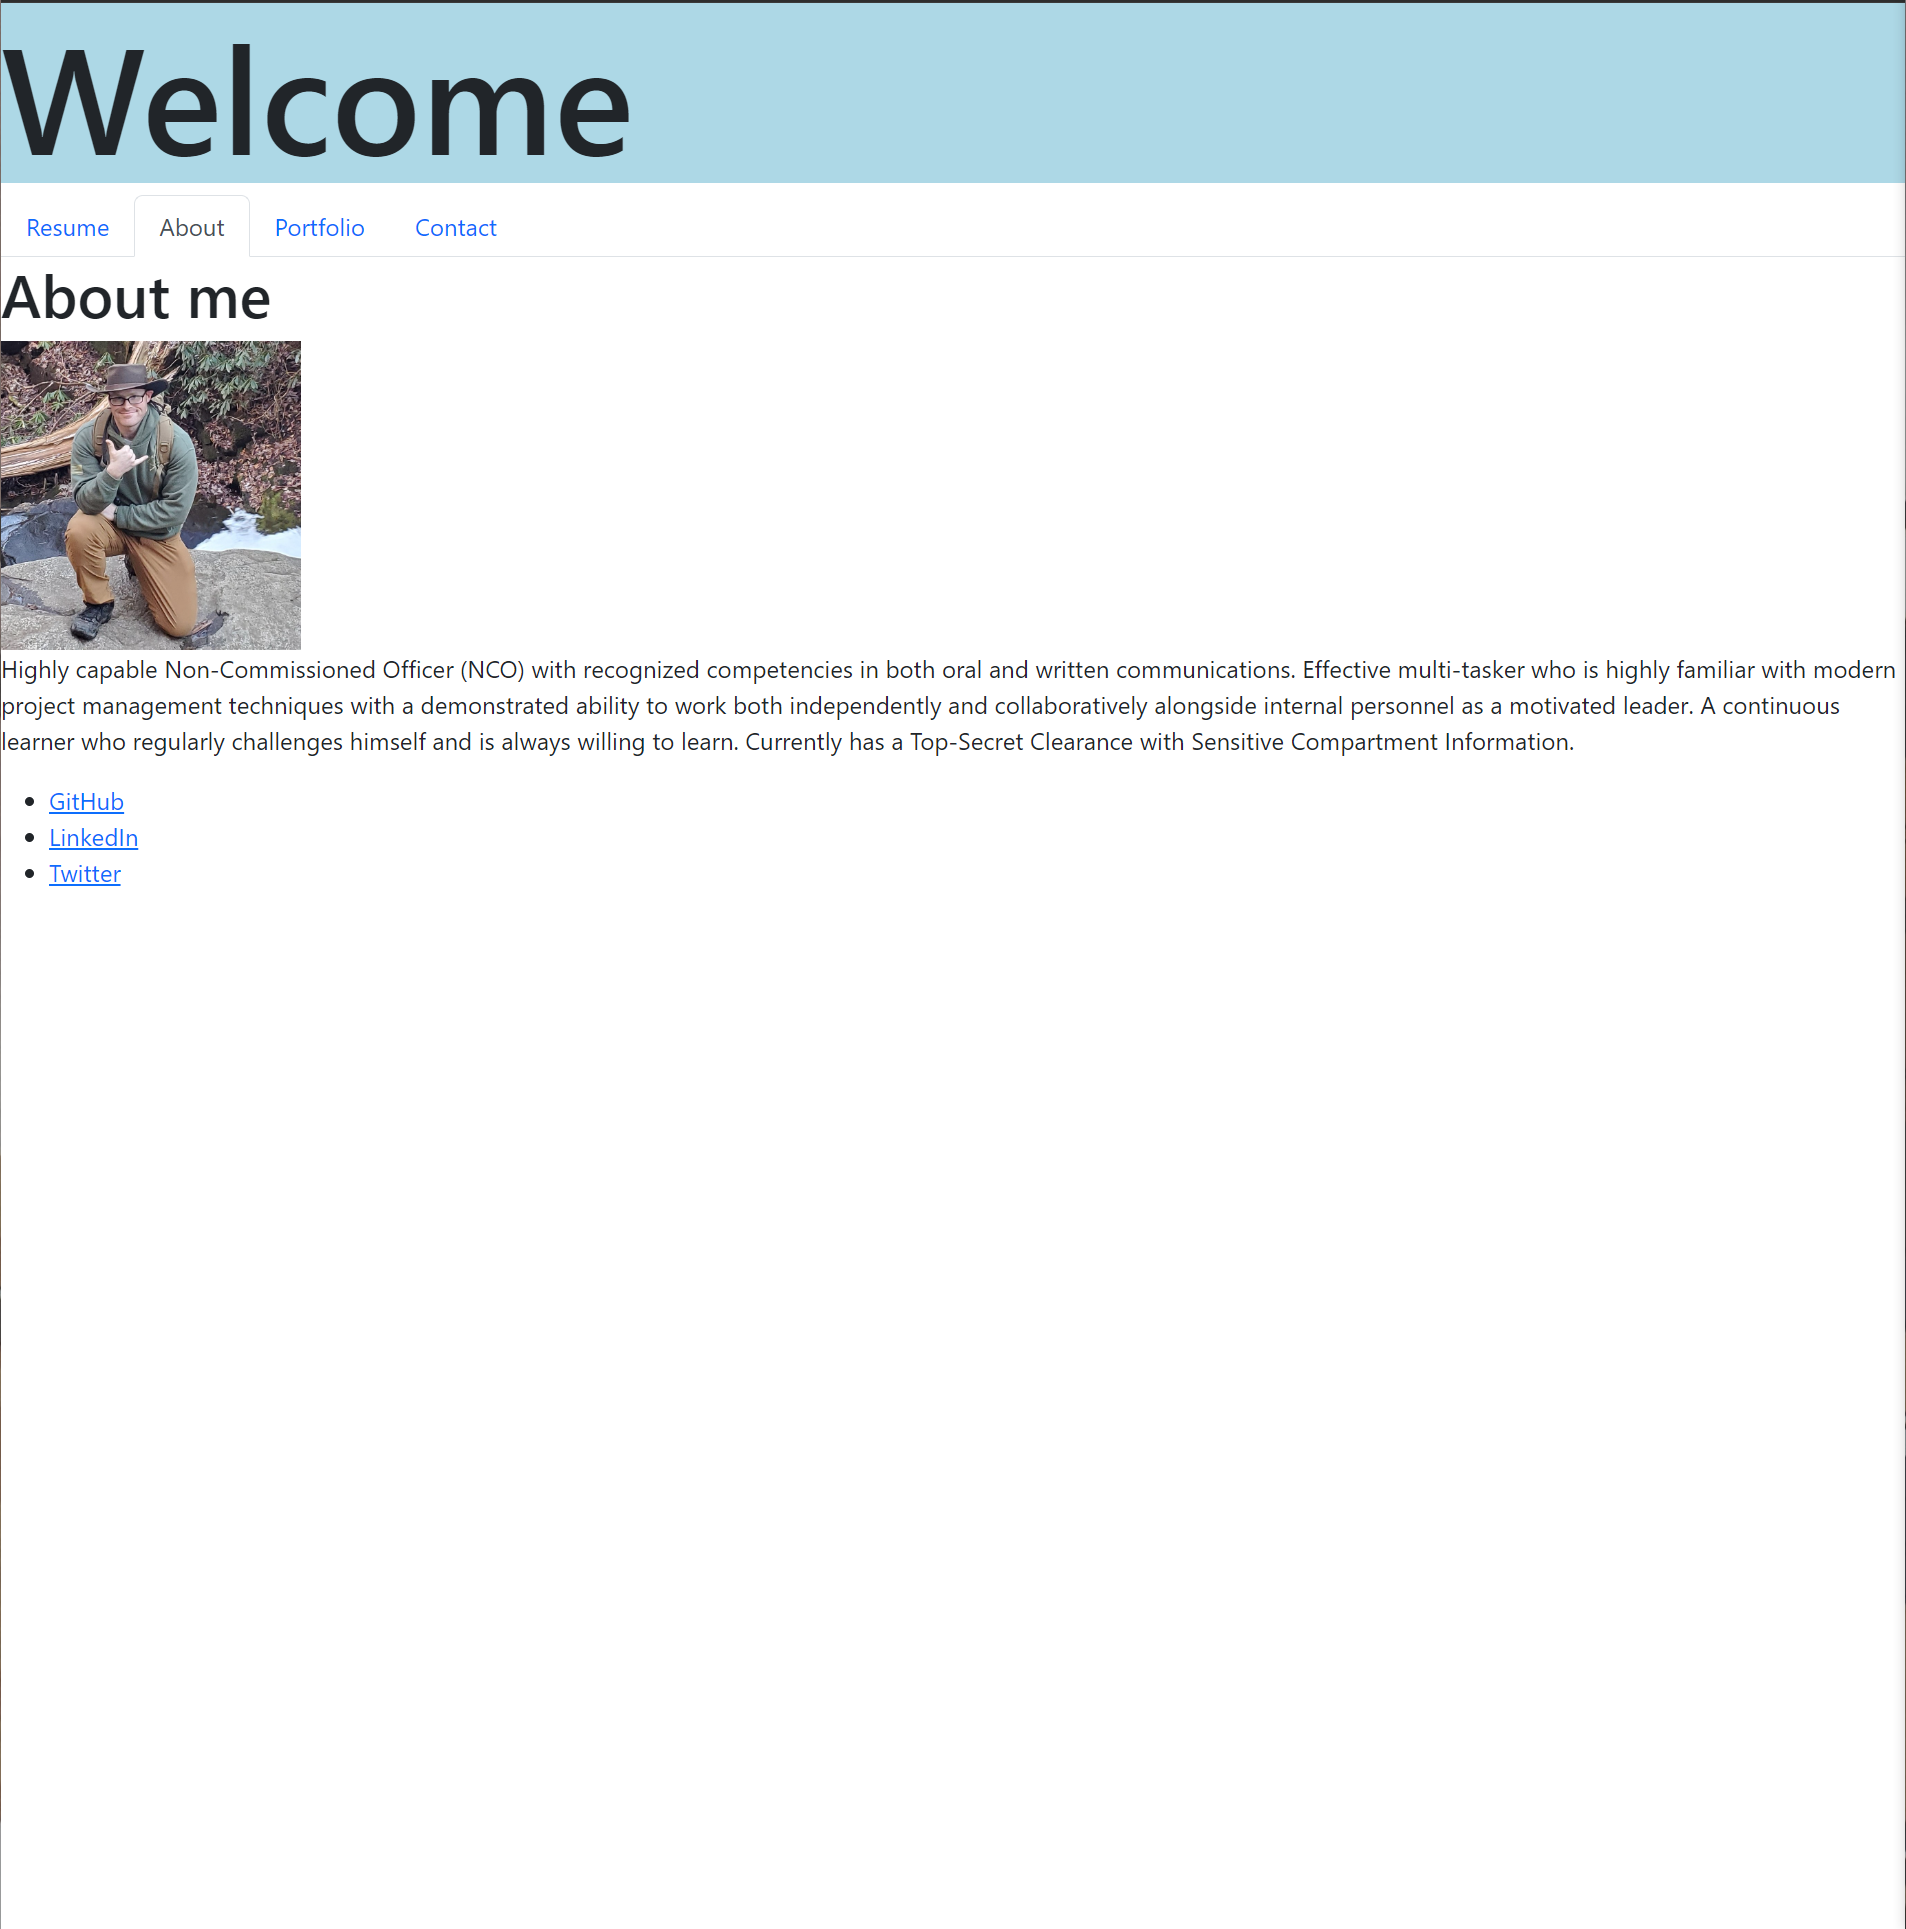 Welcome
Resume About Portfolio Contact
About me
Highly capable Non-Commissioned Officer (NCO) with recognized competencies in both oral and written communications. Effective multi-tasker who is highly familiar with modern
project management techniques with a demonstrated ability to work both independently and collaboratively alongside internal personnel as a motivated leader. A continuous
learner who regularly challenges himself and is always willing to learn. Currently has a Top-Secret Clearance with Sensitive Compartment Information.
GitHub
LinkedIn
Twitter